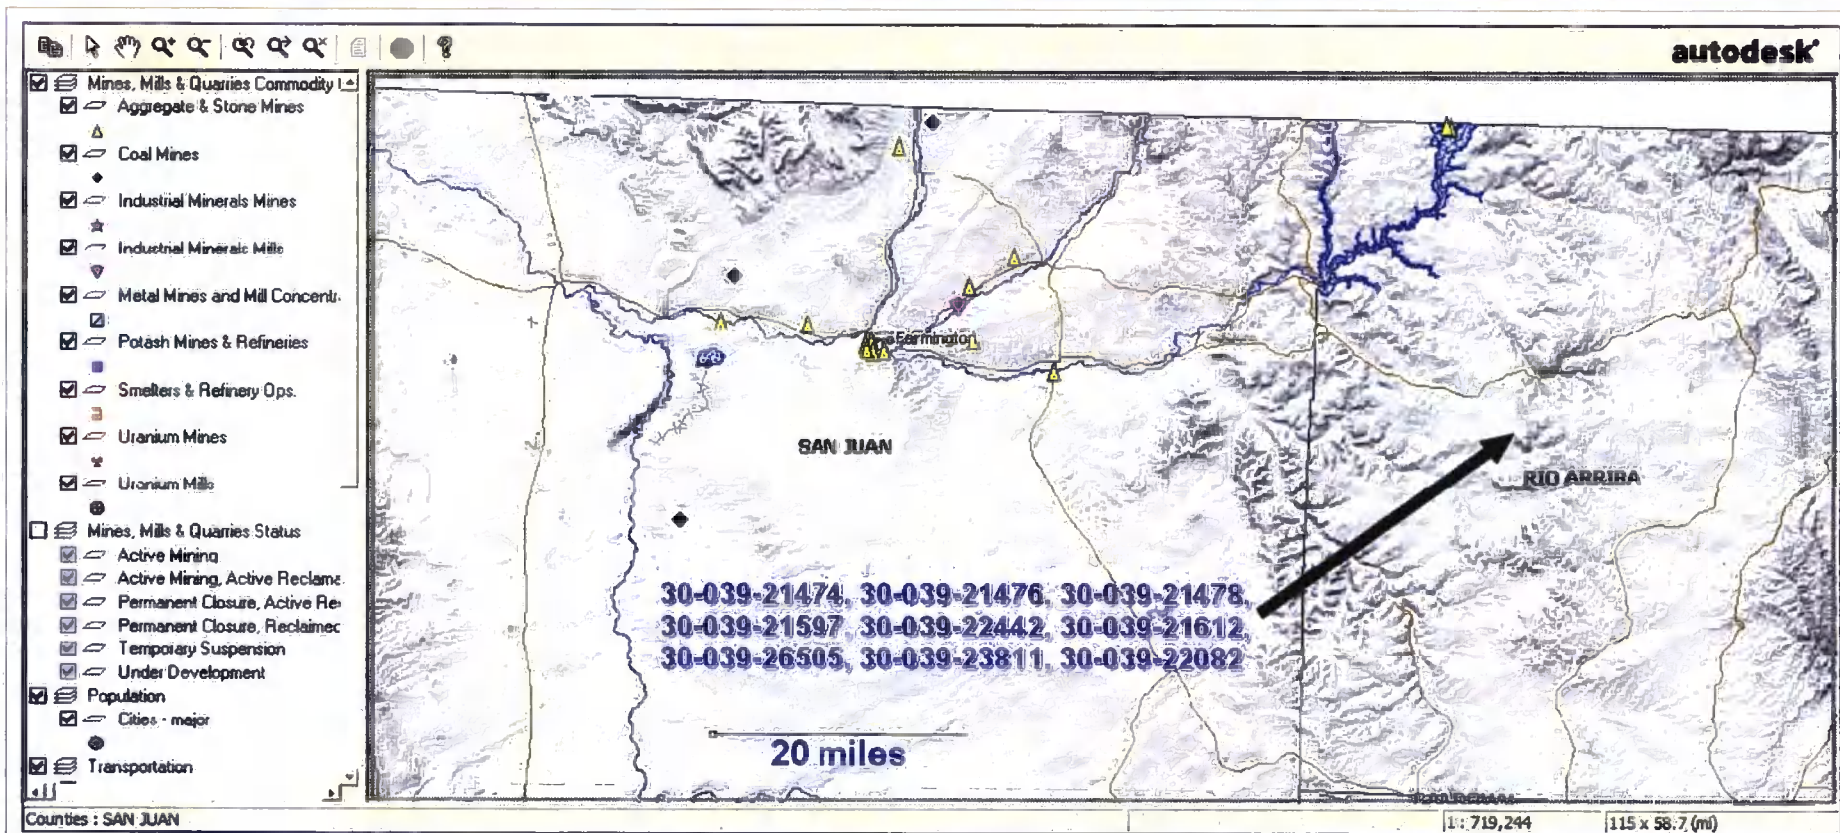 autodesk
Mines, Mills & Quarries Commodity
Aggregate & Stone Mines
Coal Mines
Industrial Minerals Mines
Industrial Minerals Mills
Metal Mines and Mill Concentr
Potash Mines & Refineries
Smelters & Refinery Ops.
Uranium Mines
Uranium Mills
Mines, Mills & Quarries Status
Active Mining
Active Mining, Active Reclama
Permanent Closure, Active Re
Permanent Closure, Reclaimed
Temporary Suspension
Under Development
Population
Cities - major
Transportation
Farmington
SAN JUAN
RIO ARRIBA
30-039-21474, 30-039-21476, 30-039-21478,
30-039-21597, 30-039-22442, 30-039-21612,
30-039-26505, 30-039-23811, 30-039-22082
20 miles
Counties : SAN JUAN
1 : 719,244
115 x 58.7 (mi)